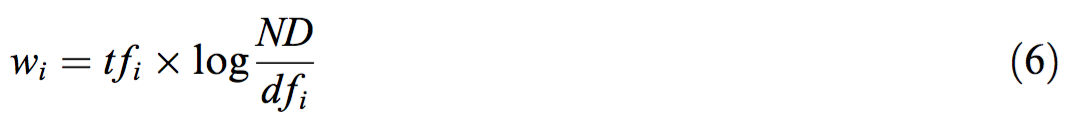 w_i = tf_i × log ND/df_i (6)